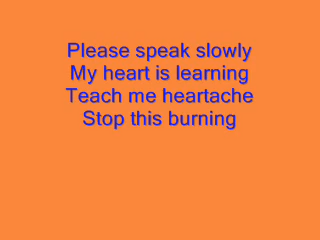 Please speak slowly
My heart is learning
Teach me heartache
Stop this burning